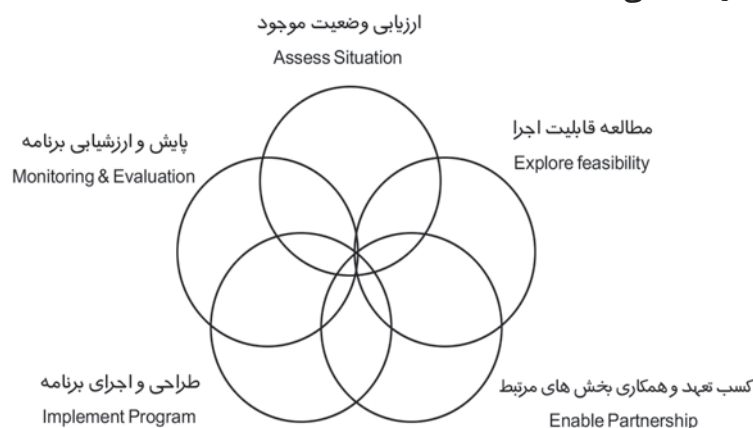 ارزیابی وضعیت موجود
Assess Situation
مطالعه قابلیت اجرا
Explore feasibility
پایش و ارزشیابی برنامه
Monitoring & Evaluation
کسب تعهد و همکاری بخش های مرتبط
Enable Partnership
طراحی و اجرای برنامه
Implement Program